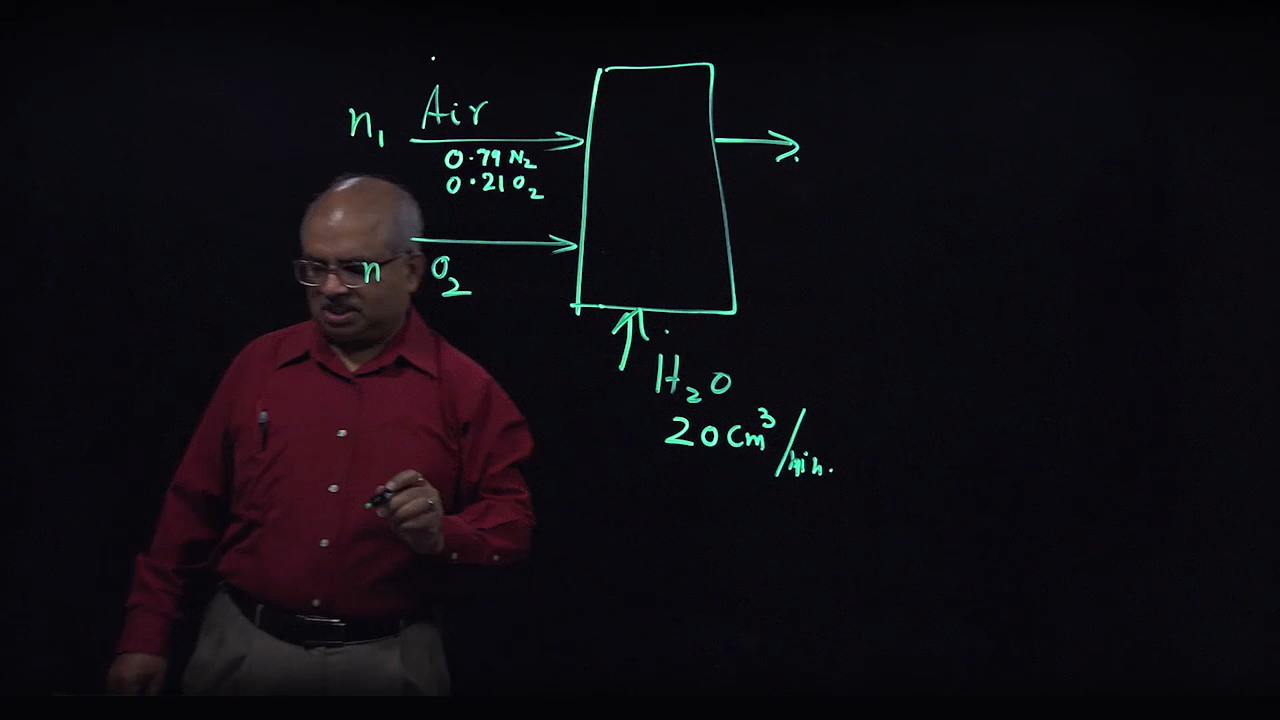 n₁ Air
0.79 N₂
0.21 O₂
n O₂
H₂O
20 cm³/min.